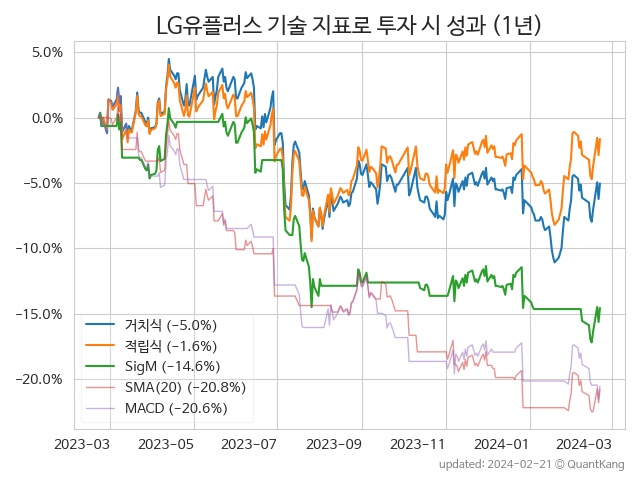 LG유플러스 기술 지표로 투자 시 성과 (1년)
5.0%
0.0%
−5.0%
−10.0%
−15.0%
−20.0%
거치식 (−5.0%)
적립식 (−1.6%)
SigM (−14.6%)
SMA(20) (−20.8%)
MACD (−20.6%)
2023-03 2023-05 2023-07 2023-09 2023-11 2024-01 2024-03
updated: 2024-02-21 © QuantKang